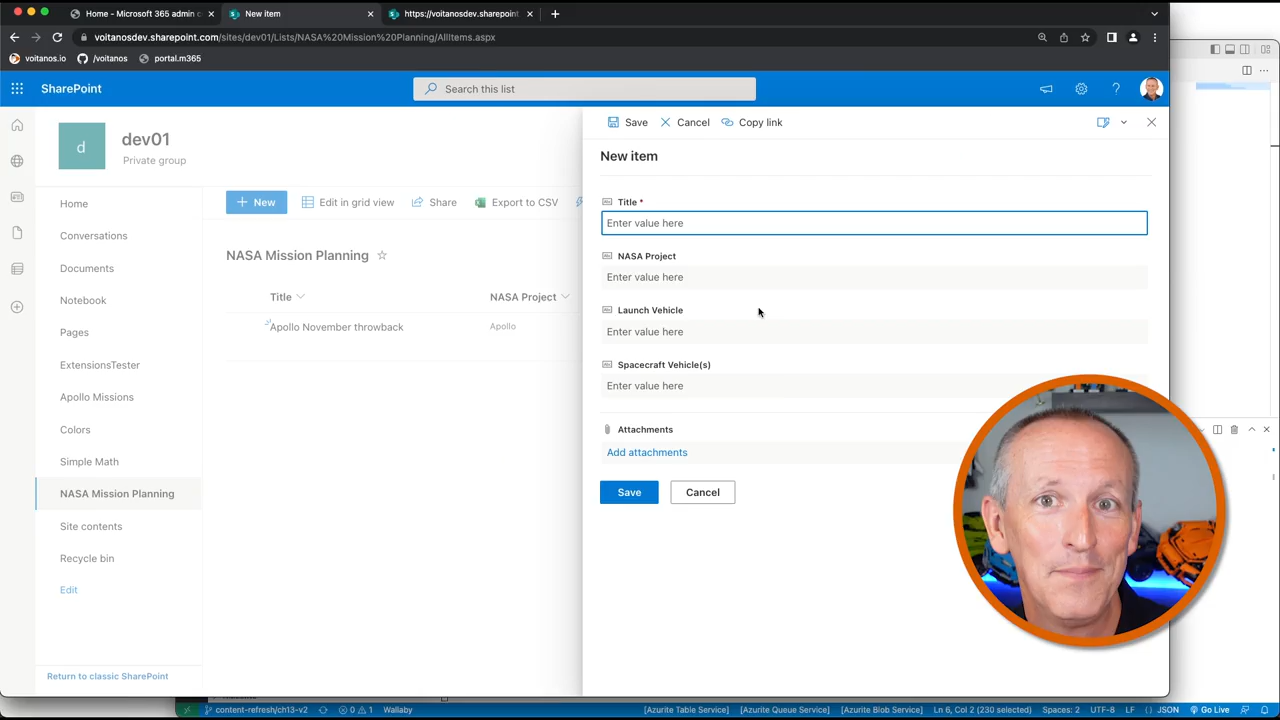 Home - Microsoft 365 admin c
New item
https://voitanosdev.sharepoint
voitanosdev.sharepoint.com/sites/dev01/Lists/NASA%20Mission%20Planning/AllItems.aspx
voitanos.io
/voitanos
portal.m365
SharePoint
Search this list
d
dev01
Private group
Home
Conversations
Documents
Notebook
Pages
ExtensionsTester
Apollo Missions
Colors
Simple Math
NASA Mission Planning
Site contents
Recycle bin
Edit
Return to classic SharePoint
New
Edit in grid view
Share
Export to CSV
NASA Mission Planning
Title
NASA Project
Apollo November throwback
Apollo
Save
Cancel
Copy link
New item
Title *
Enter value here
NASA Project
Enter value here
Launch Vehicle
Enter value here
Spacecraft Vehicle(s)
Enter value here
Attachments
Add attachments
Save
Cancel
content-refresh/ch13-v2
0
1
Wallaby
[Azurite Table Service]
[Azurite Queue Service]
[Azurite Blob Service]
Ln 6, Col 2 (230 selected)
Spaces: 2
UTF-8
LF
{} JSON
Go Live